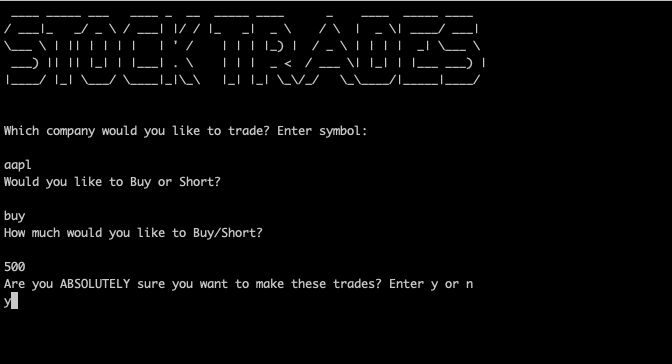 STOCK TRADES
Which company would you like to trade? Enter symbol:
aapl
Would you like to Buy or Short?
buy
How much would you like to Buy/Short?
500
Are you ABSOLUTELY sure you want to make these trades? Enter y or n
y